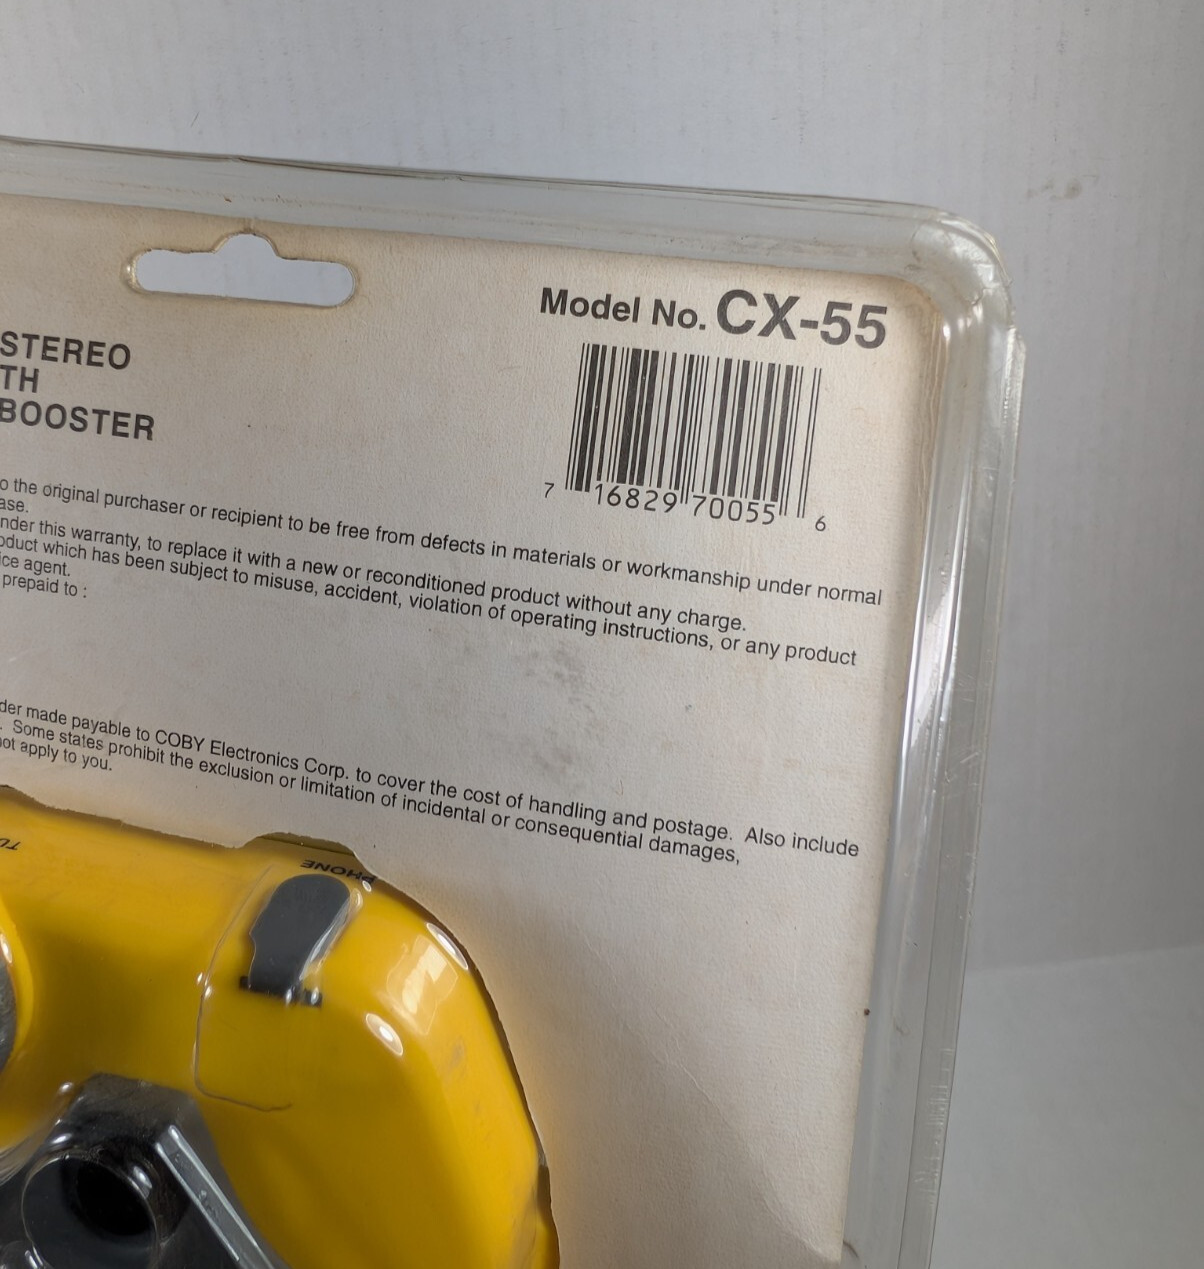 Model No. CX-55
STEREO
TH
BOOSTER
7 16829 70055 6
o the original purchaser or recipient to be free from defects in materials or workmanship under normal
ase.
nder this warranty, to replace it with a new or reconditioned product without any charge.
oduct which has been subject to misuse, accident, violation of operating instructions, or any product
ice agent.
prepaid to :
der made payable to COBY Electronics Corp. to cover the cost of handling and postage. Also include
. Some states prohibit the exclusion or limitation of incidental or consequential damages,
not apply to you.
TU
PHONE